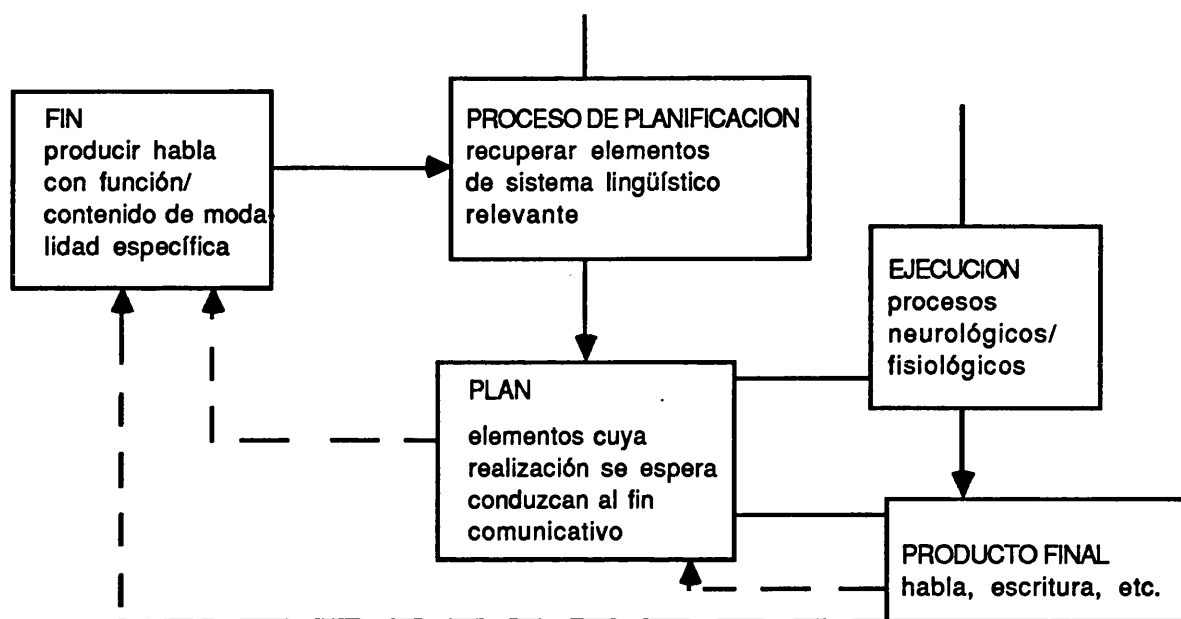 FIN
producir habla
con función/
contenido de moda-
lidad específica
PROCESO DE PLANIFICACION
recuperar elementos
de sistema lingüístico
relevante
EJECUCION
procesos
neurológicos/
fisiológicos
PLAN
elementos cuya
realización se espera
conduzcan al fin
comunicativo
PRODUCTO FINAL
habla, escritura, etc.